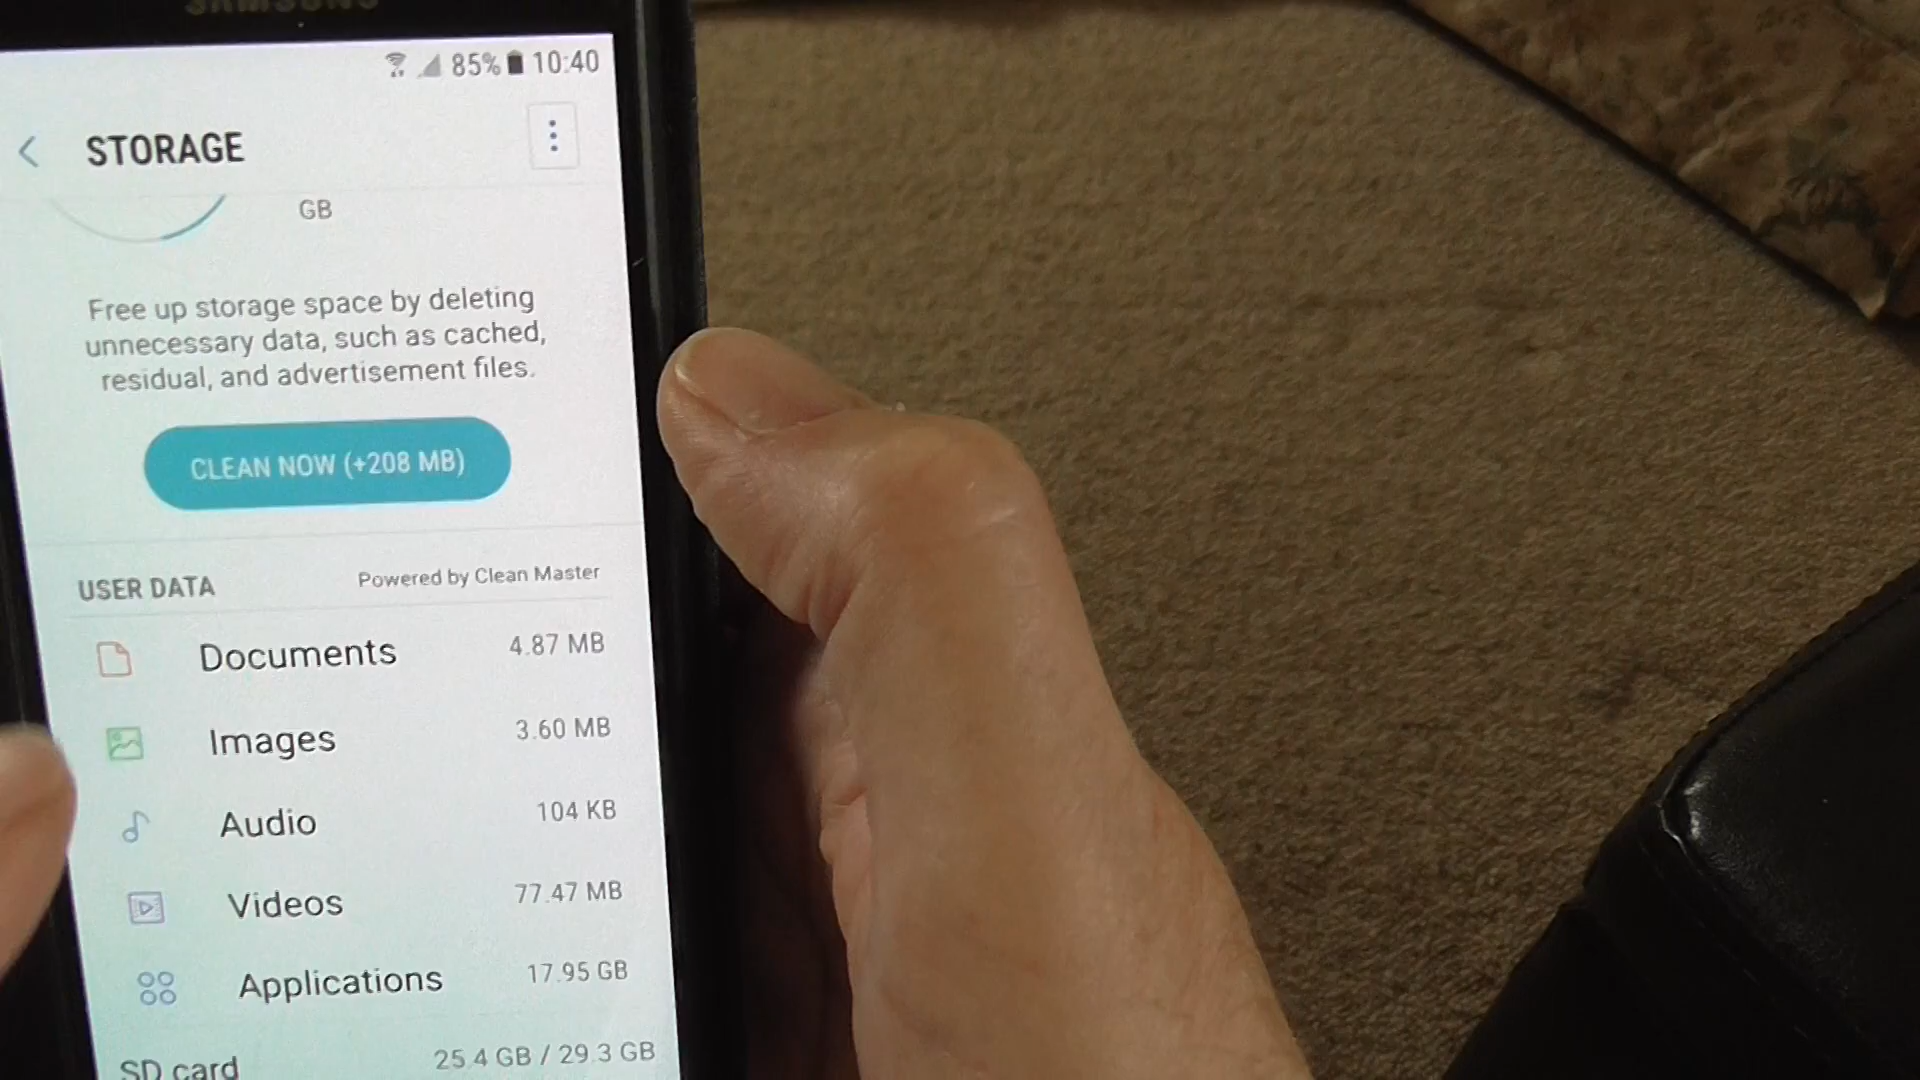 SAMSUNG
85% 10:40
STORAGE
GB
Free up storage space by deleting
unnecessary data, such as cached,
residual, and advertisement files.
CLEAN NOW (+208 MB)
USER DATA Powered by Clean Master
Documents 4.87 MB
Images 3.60 MB
Audio 104 KB
Videos 77.47 MB
Applications 17.95 GB
SD card 25.4 GB / 29.3 GB